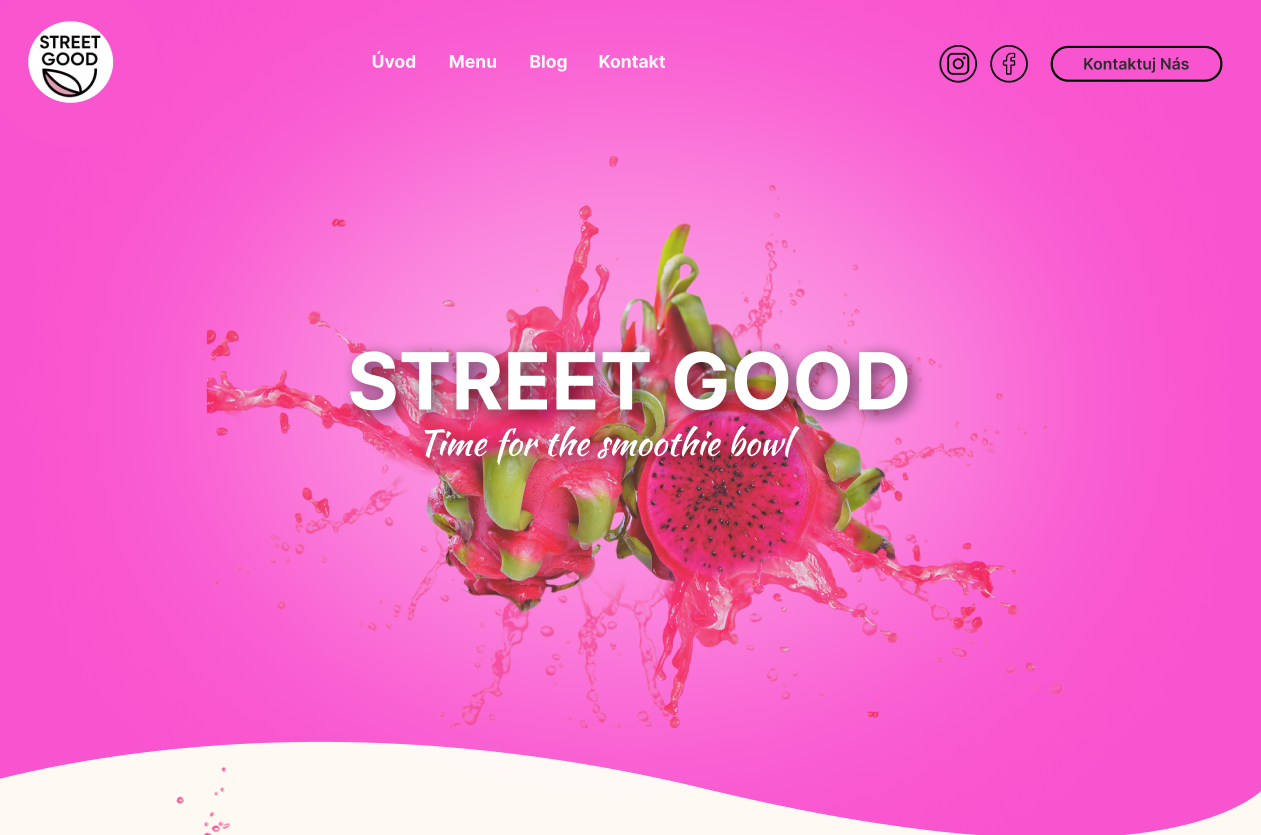 STREET
GOOD
Úvod
Menu
Blog
Kontakt
Kontaktuj Nás
STREET GOOD
Time for the smoothie bowl